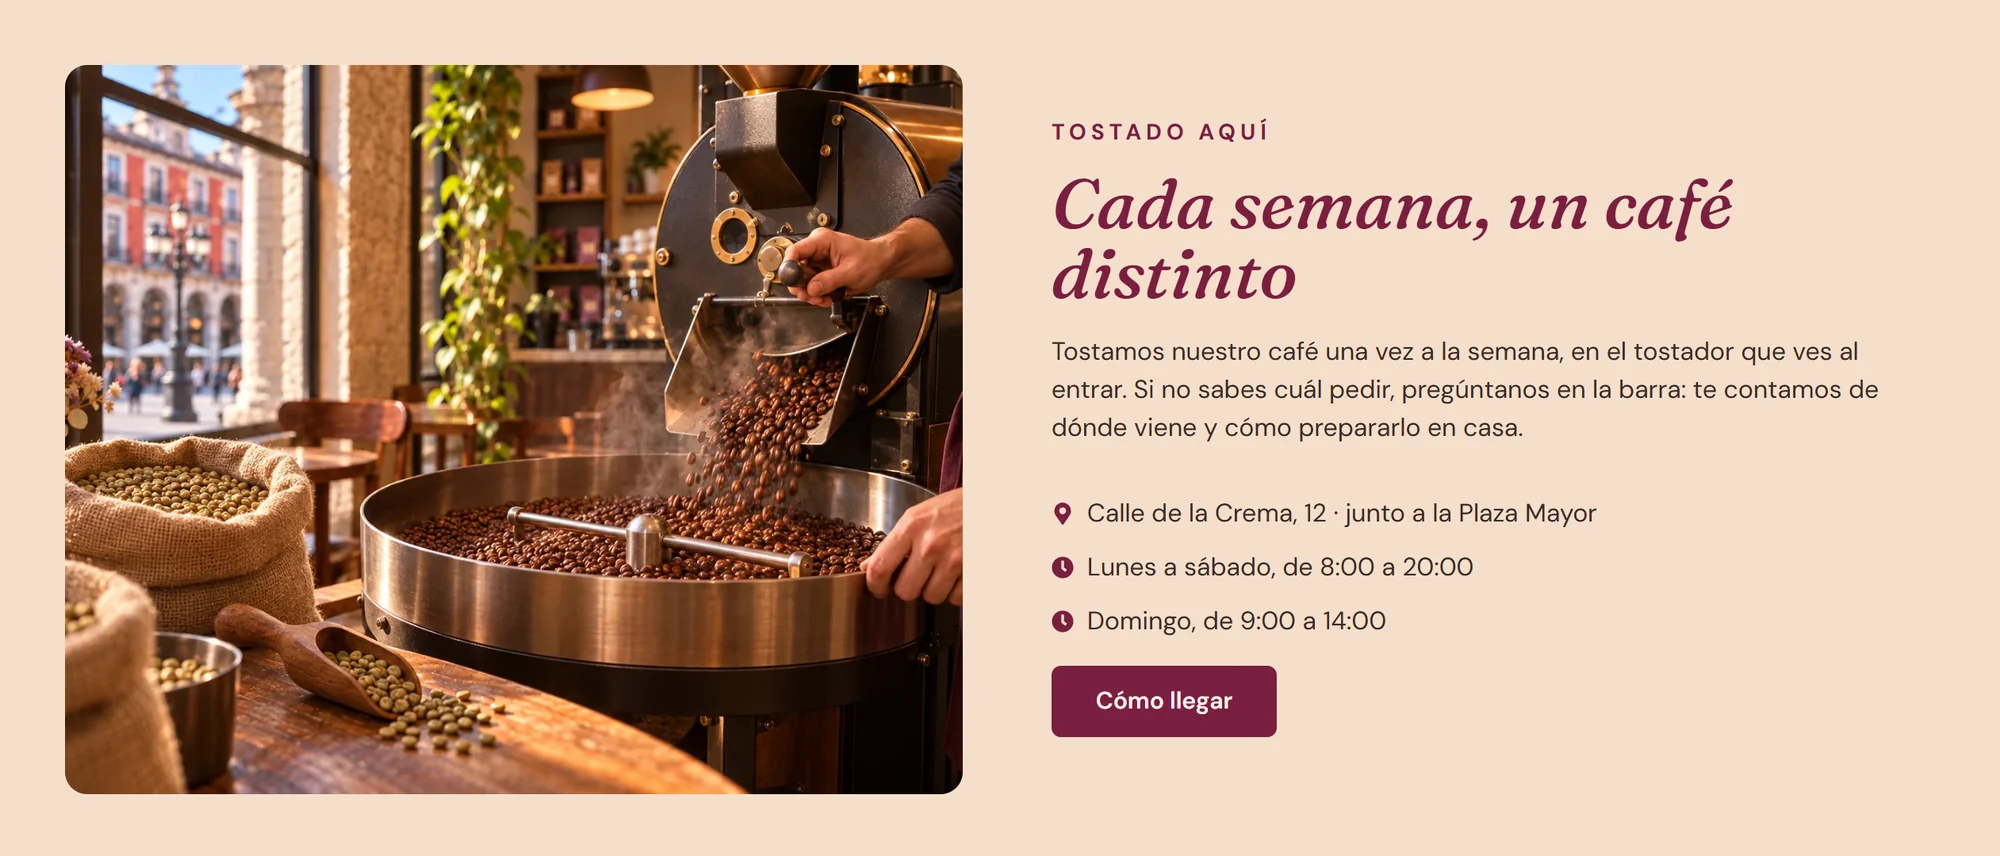 TOSTADO AQUÍ
Cada semana, un café
distinto
Tostamos nuestro café una vez a la semana, en el tostador que ves al
entrar. Si no sabes cuál pedir, pregúntanos en la barra: te contamos de
dónde viene y cómo prepararlo en casa.
Calle de la Crema, 12 · junto a la Plaza Mayor
Lunes a sábado, de 8:00 a 20:00
Domingo, de 9:00 a 14:00
Cómo llegar